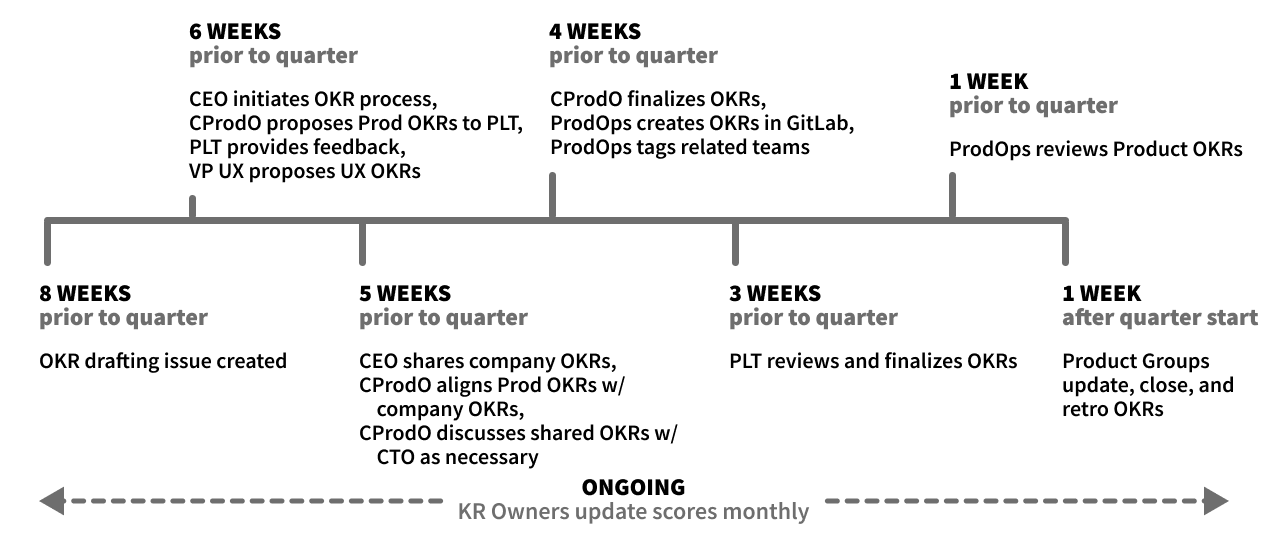 6 WEEKS
prior to quarter
CEO initiates OKR process,
CProdO proposes Prod OKRs to PLT,
PLT provides feedback,
VP UX proposes UX OKRs
4 WEEKS
prior to quarter
CProdO finalizes OKRs,
ProdOps creates OKRs in GitLab,
ProdOps tags related teams
1 WEEK
prior to quarter
ProdOps reviews Product OKRs
8 WEEKS
prior to quarter
OKR drafting issue created
5 WEEKS
prior to quarter
CEO shares company OKRs,
CProdO aligns Prod OKRs w/
company OKRs,
CProdO discusses shared OKRs w/
CTO as necessary
3 WEEKS
prior to quarter
PLT reviews and finalizes OKRs
1 WEEK
after quarter start
Product Groups
update, close, and
retro OKRs
ONGOING
KR Owners update scores monthly